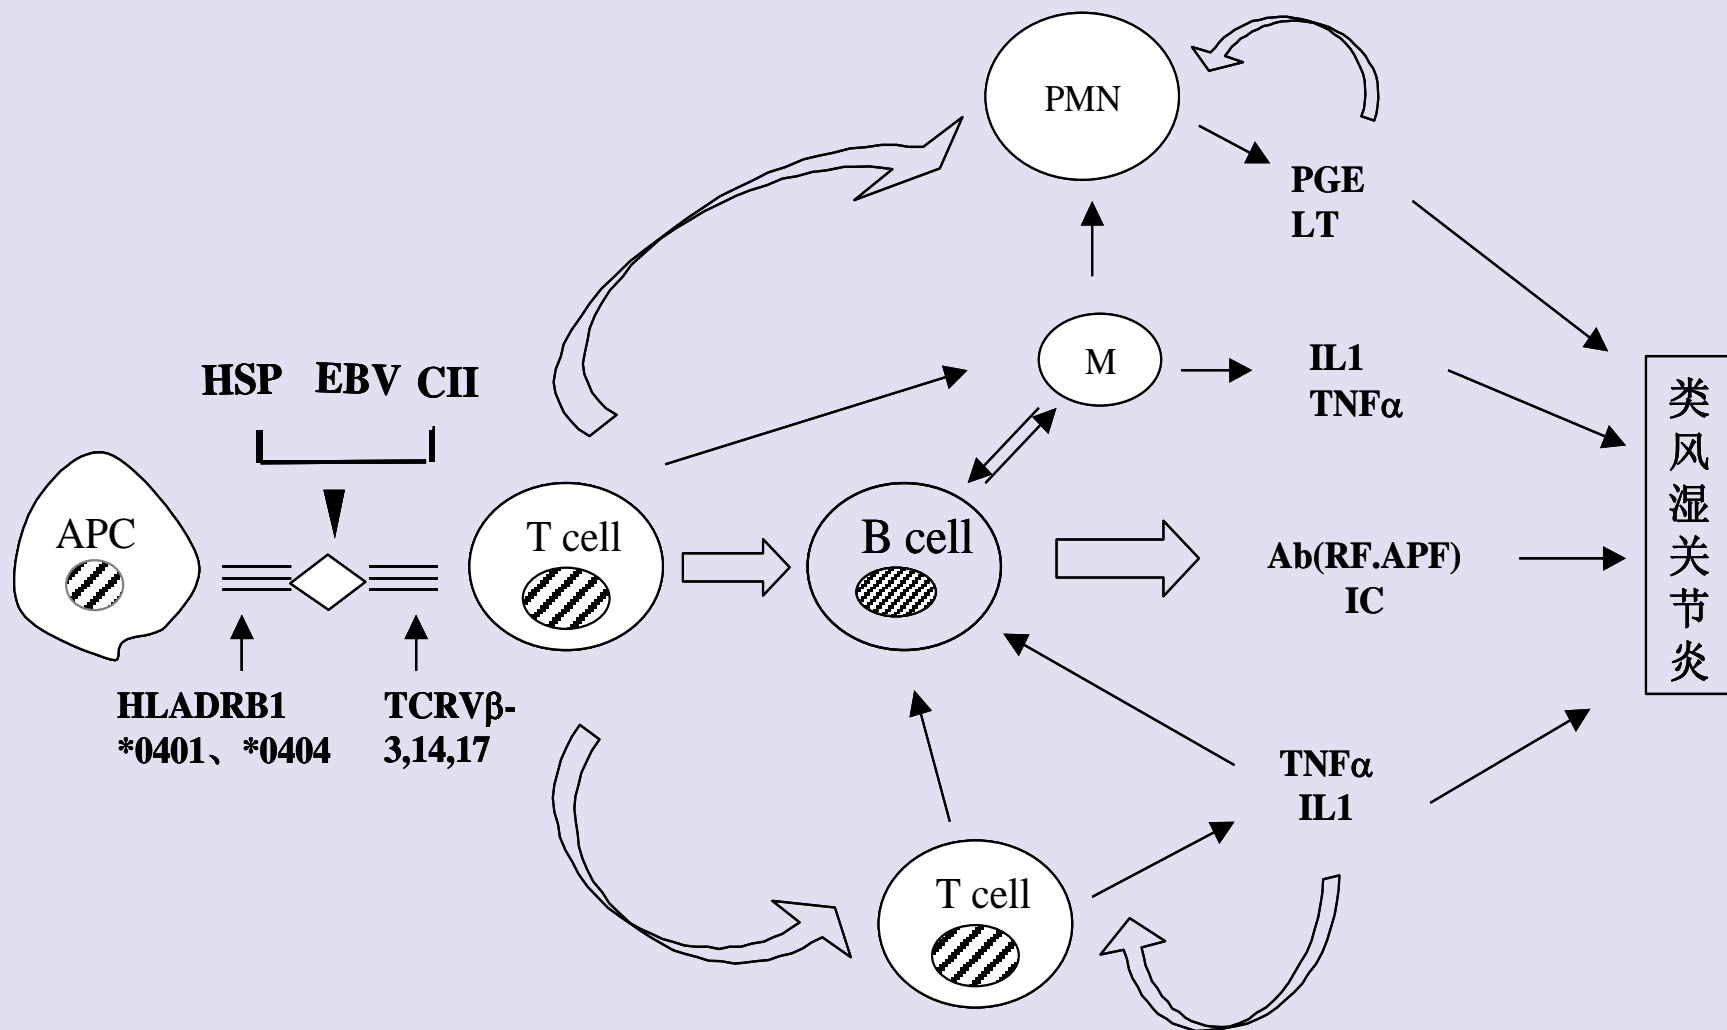 PMN
PGE
LT
M
IL1
TNFα
HSP EBV CII
APC
T cell
B cell
Ab(RF.APF)
IC
HLADRB1
*0401、*0404
TCRVβ-
3,14,17
TNFα
IL1
T cell
类
风
湿
关
节
炎